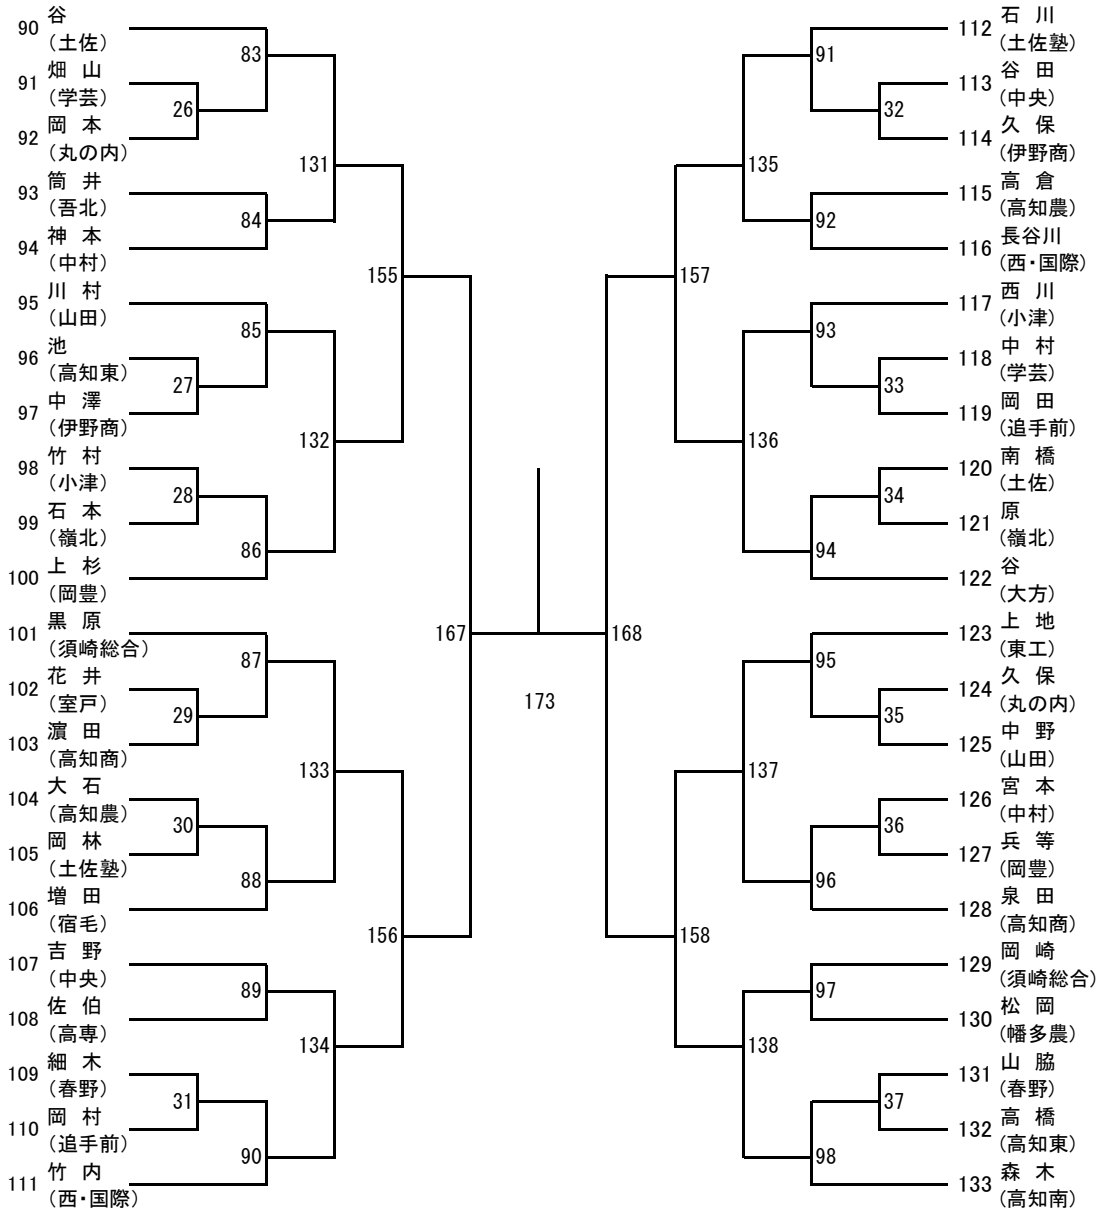 90 谷
(土佐)
91 畑 山
(学芸)
92 岡 本
(丸の内)
93 筒 井
(吾北)
94 神 本
(中村)
95 川 村
(山田)
96 池
(高知東)
97 中 澤
(伊野商)
98 竹 村
(小津)
99 石 本
(嶺北)
100 上 杉
(岡豊)
101 黒 原
(須崎総合)
102 花 井
(室戸)
103 濵 田
(高知商)
104 大 石
(高知農)
105 岡 林
(土佐塾)
106 増 田
(宿毛)
107 吉 野
(中央)
108 佐 伯
(高専)
109 細 木
(春野)
110 岡 村
(追手前)
111 竹 内
(西・国際)
26
27
28
29
30
31
83
84
85
86
87
88
89
90
131
132
133
134
155
156
167
173
168
157
158
135
136
137
138
91
92
93
94
95
96
97
98
32
33
34
35
36
37
112 石 川
(土佐塾)
113 谷 田
(中央)
114 久 保
(伊野商)
115 高 倉
(高知農)
116 長谷川
(西・国際)
117 西 川
(小津)
118 中 村
(学芸)
119 岡 田
(追手前)
120 南 橋
(土佐)
121 原
(嶺北)
122 谷
(大方)
123 上 地
(東工)
124 久 保
(丸の内)
125 中 野
(山田)
126 宮 本
(中村)
127 兵 等
(岡豊)
128 泉 田
(高知商)
129 岡 崎
(須崎総合)
130 松 岡
(幡多農)
131 山 脇
(春野)
132 高 橋
(高知東)
133 森 木
(高知南)